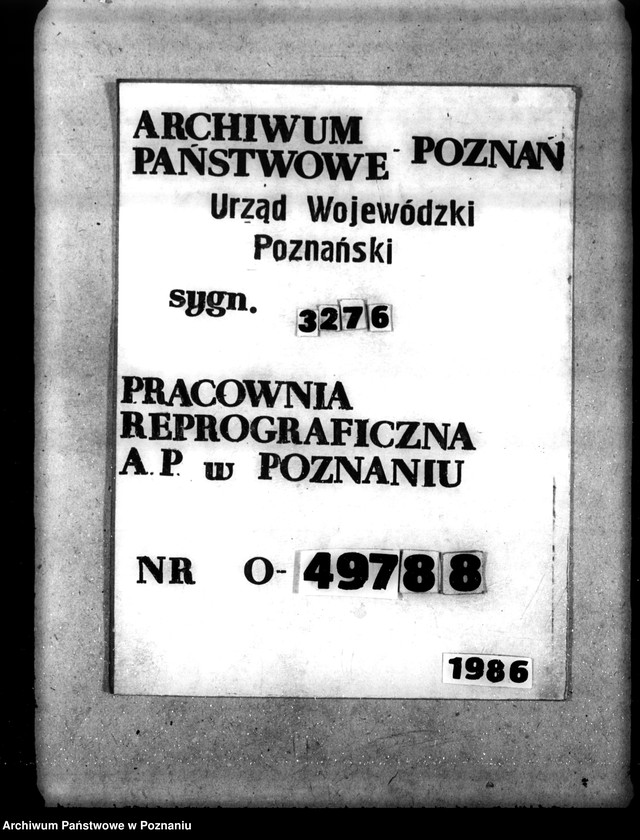 ARCHIWUM
PAŃSTWOWE - POZNAŃ
Urząd Wojewódzki
Poznański
sygn. 3276
PRACOWNIA
REPROGRAFICZNA
A.P. w POZNANIU
NR O-49788
1986
Archiwum Państwowe w Poznaniu